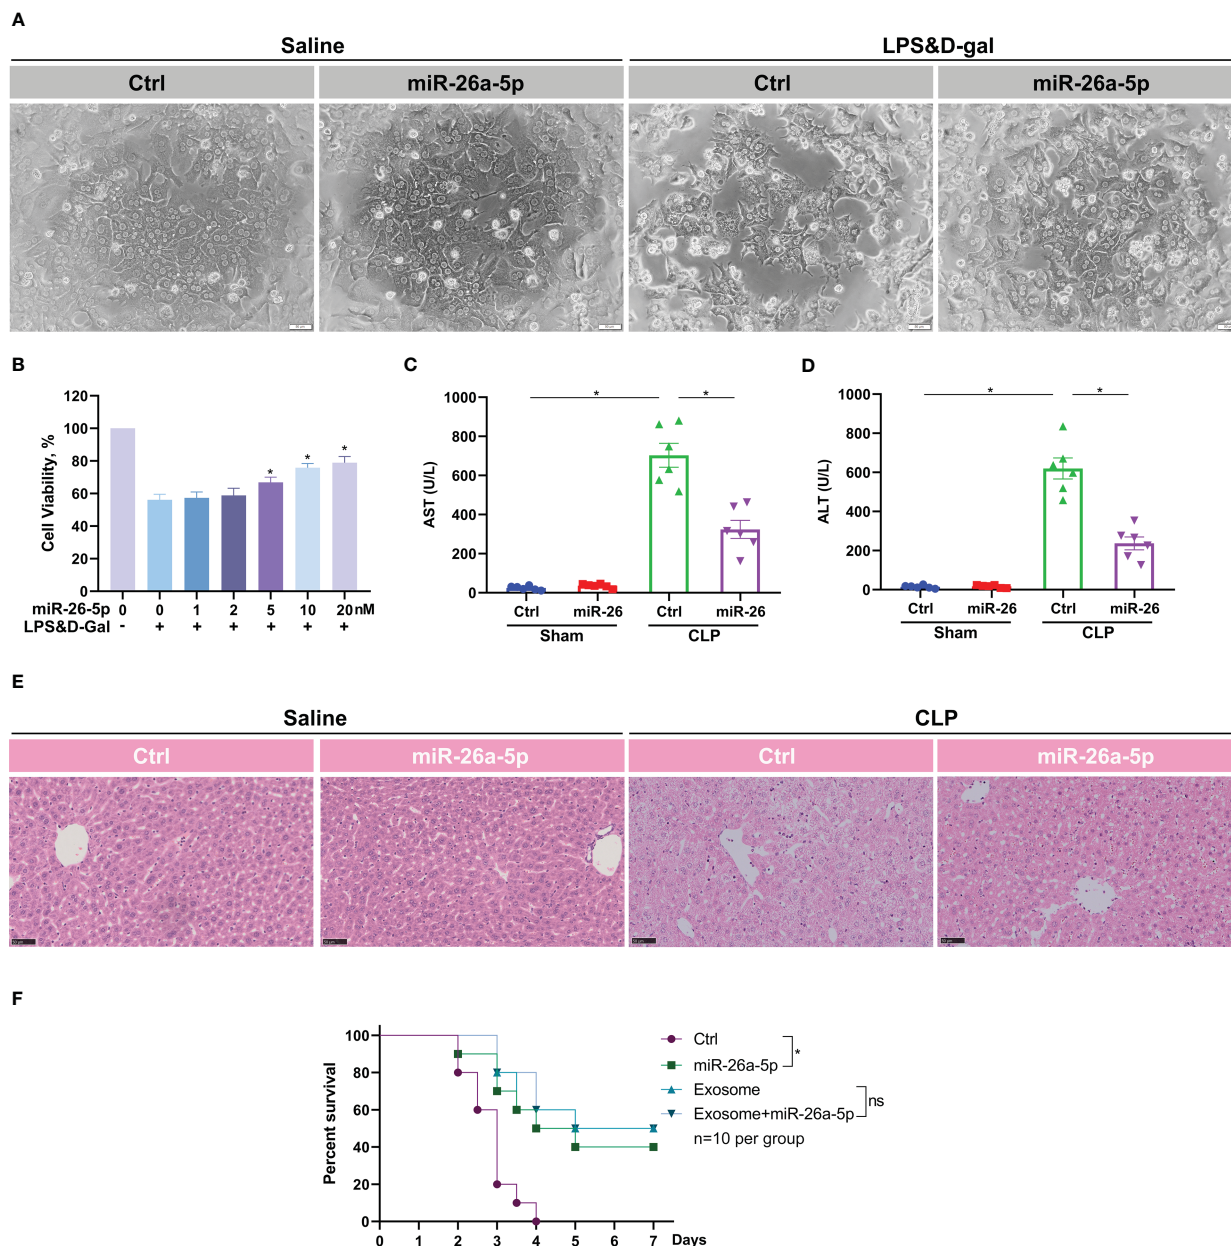 A
Saline LPS&D-gal
Ctrl miR-26a-5p Ctrl miR-26a-5p
B
Cell Viability, %
120
100
80
60
40
20
0
* * *
miR-26-5p 0 0 1 2 5 10 20 nM
LPS&D-Gal - + + + + + +
C
AST (U/L)
1000
800
600
400
200
0
* *
Ctrl miR-26 Ctrl miR-26
Sham CLP
D
ALT (U/L)
1000
800
600
400
200
0
* *
Ctrl miR-26 Ctrl miR-26
Sham CLP
E
Saline CLP
Ctrl miR-26a-5p Ctrl miR-26a-5p
F
Percent survival
100
80
60
40
20
0
0 1 2 3 4 5 6 7 Days
Ctrl
miR-26a-5p
*
Exosome
Exosome+miR-26a-5p
ns
n=10 per group